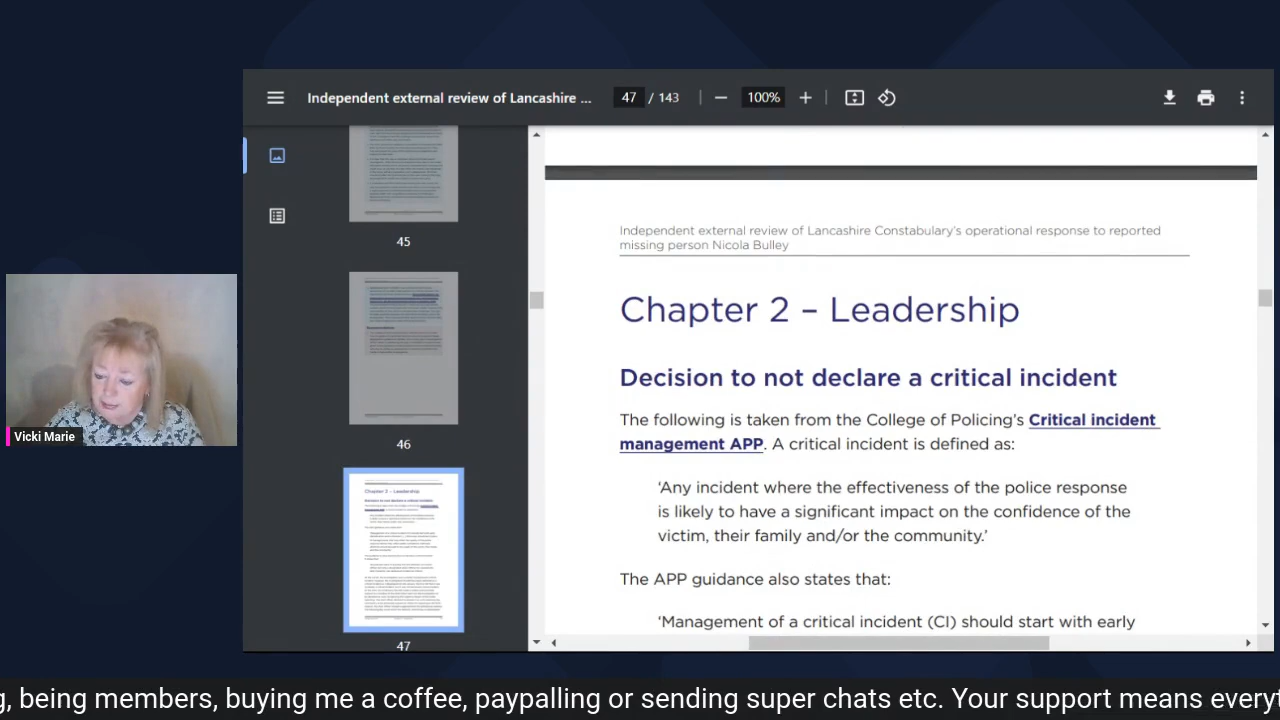 Independent external review of Lancashire ...
47 / 143
100%
45
46
47
Independent external review of Lancashire Constabulary's operational response to reported
missing person Nicola Bulley
Chapter 2 – Leadership
Decision to not declare a critical incident
The following is taken from the College of Policing's Critical incident
management APP. A critical incident is defined as:
'Any incident where the effectiveness of the police response
is likely to have a significant impact on the confidence of the
victim, their family and/or the community.'
The APP guidance also states that:
'Management of a critical incident (CI) should start with early
Vicki Marie
g, being members, buying me a coffee, paypalling or sending super chats etc. Your support means everyt